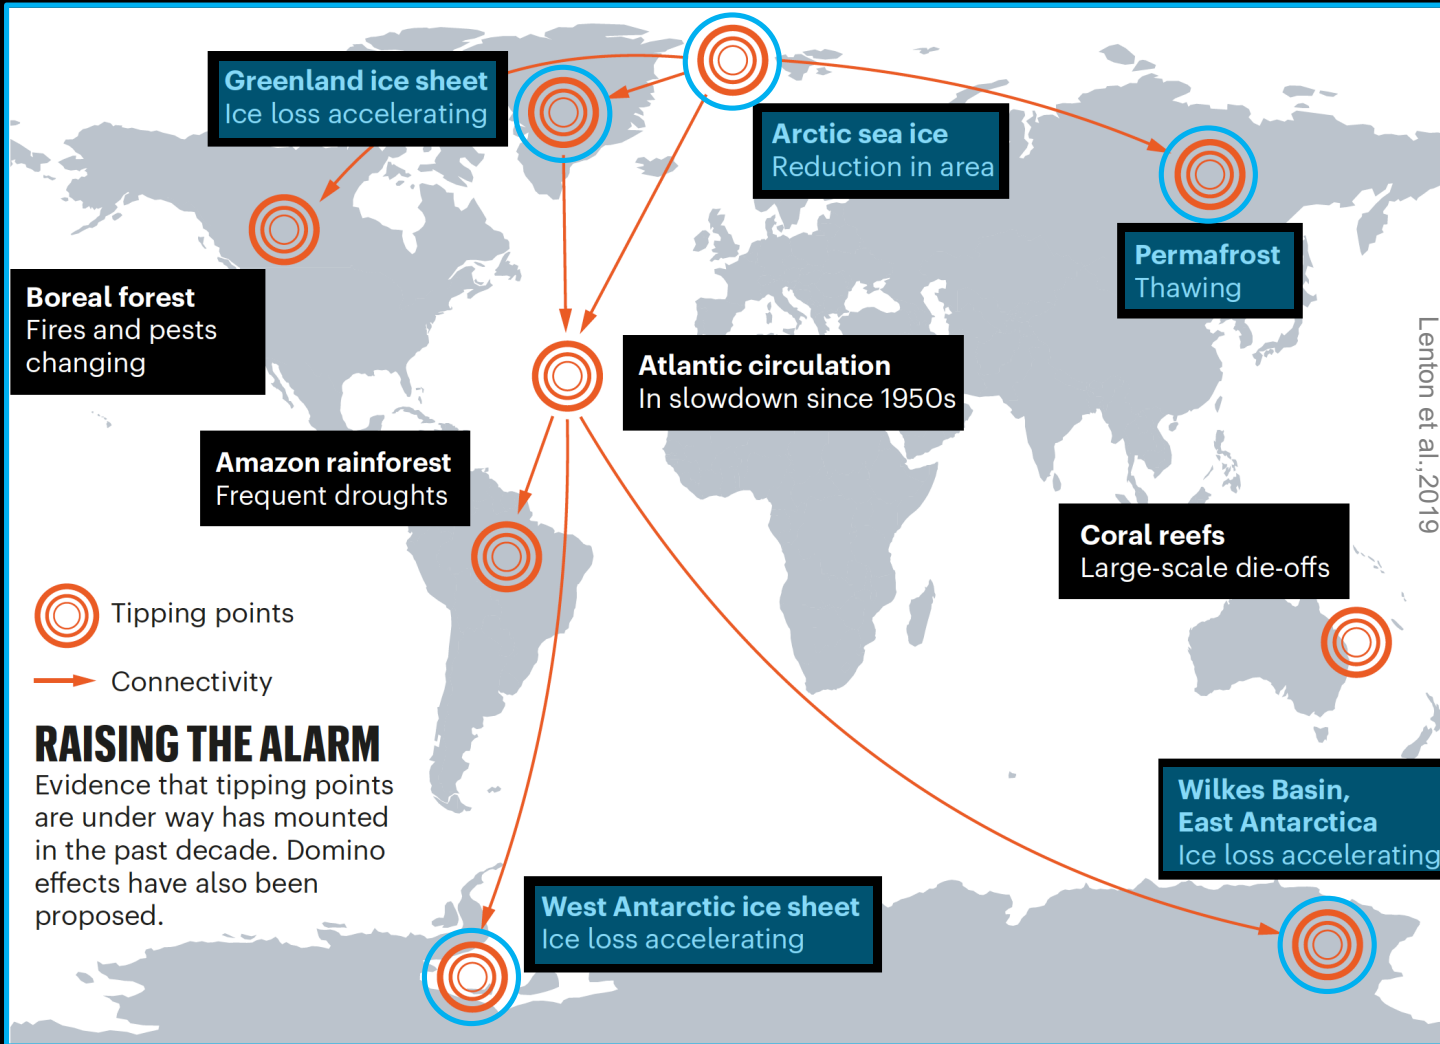 Greenland ice sheet
Ice loss accelerating
Arctic sea ice
Reduction in area
Permafrost
Thawing
Boreal forest
Fires and pests
changing
Atlantic circulation
In slowdown since 1950s
Amazon rainforest
Frequent droughts
Coral reefs
Large-scale die-offs
Lenton et al.,2019
Tipping points
Connectivity
RAISING THE ALARM
Evidence that tipping points
are under way has mounted
in the past decade. Domino
effects have also been
proposed.
Wilkes Basin,
East Antarctica
Ice loss accelerating
West Antarctic ice sheet
Ice loss accelerating